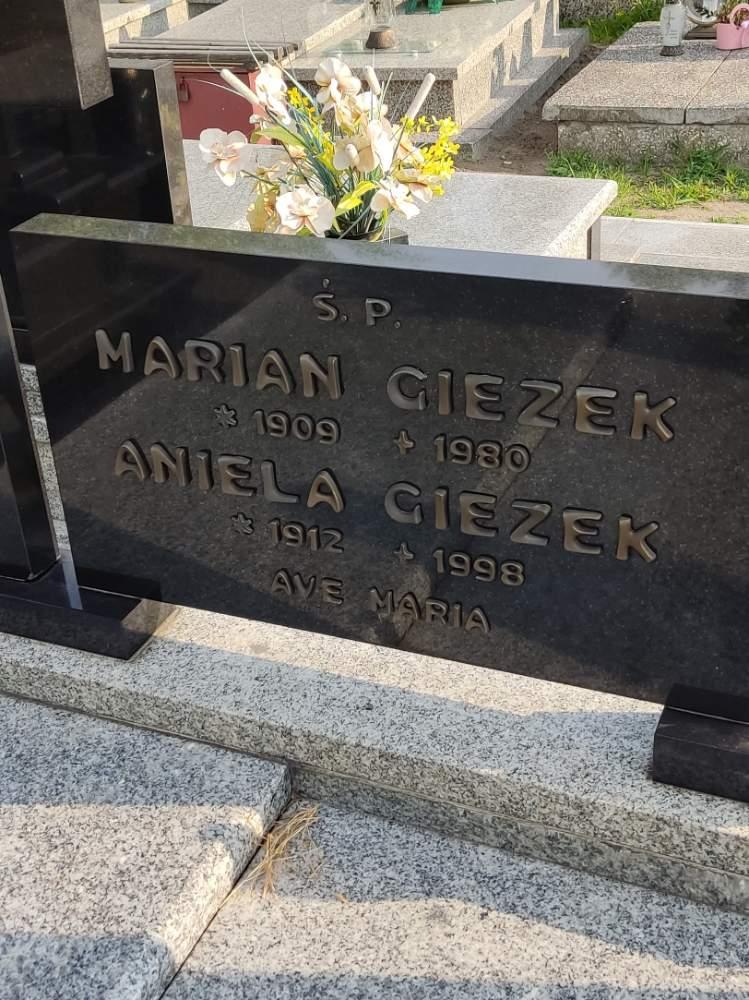 Ś. P.
MARIAN GIEZEK
* 1909 + 1980
ANIELA GIEZEK
* 1912 + 1998
AVE MARIA